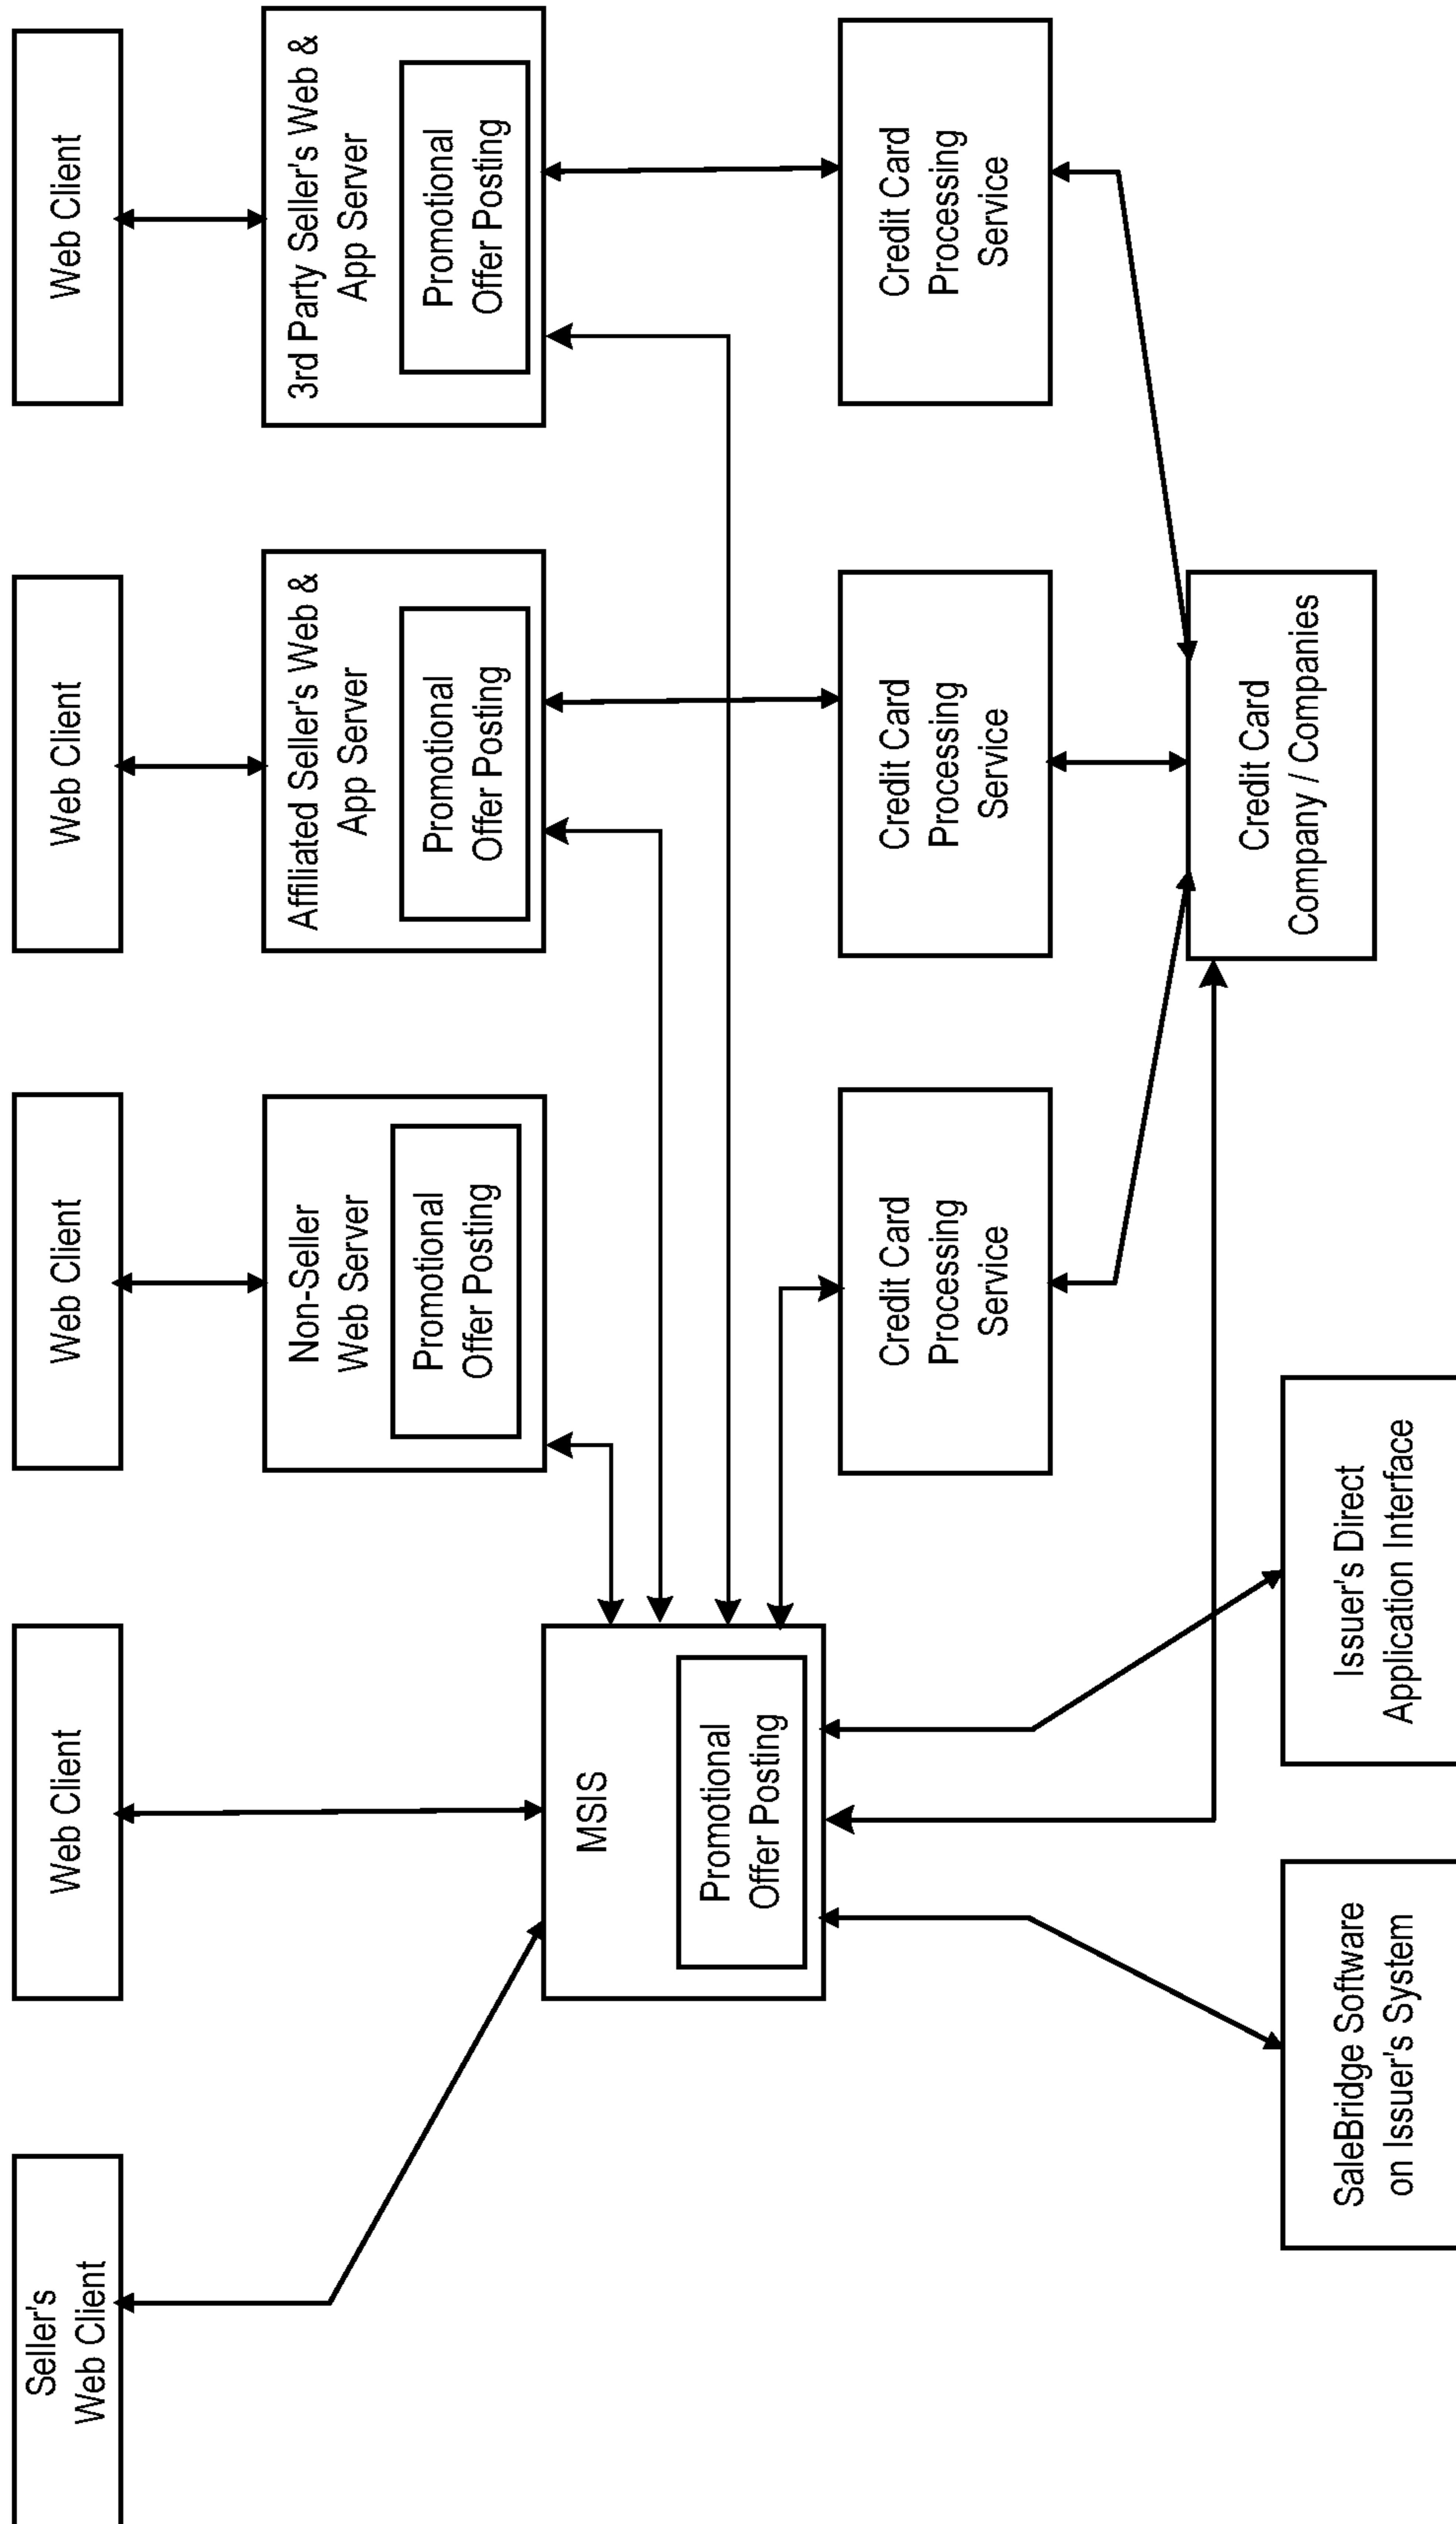 Seller's
Web Client
Web Client
Web Client
Web Client
Web Client
Non-Seller
Web Server
Promotional
Offer Posting
Affiliated Seller's Web &
App Server
Promotional
Offer Posting
3rd Party Seller's Web &
App Server
Promotional
Offer Posting
MSIS
Promotional
Offer Posting
Credit Card
Processing
Service
Credit Card
Processing
Service
Credit Card
Processing
Service
SaleBridge Software
on Issuer's System
Issuer's Direct
Application Interface
Credit Card
Company / Companies